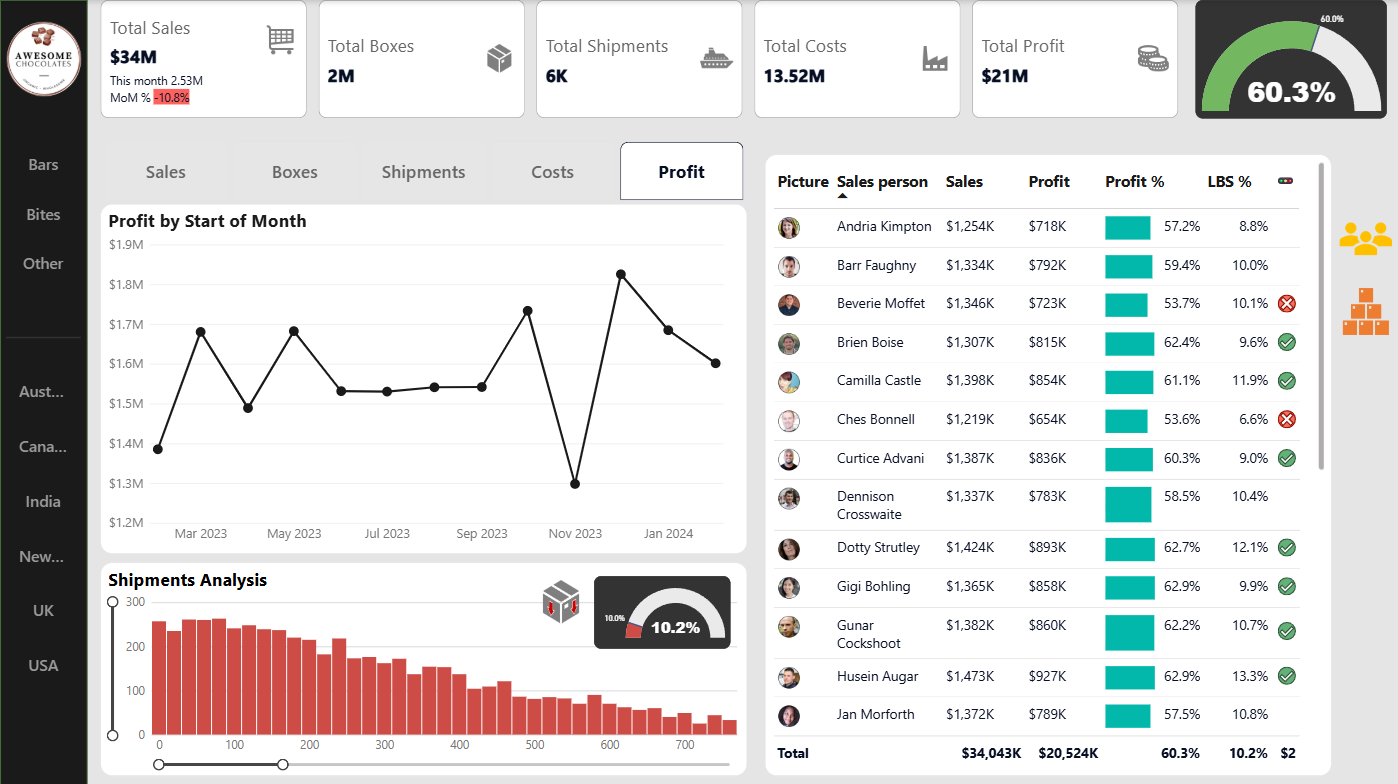 AWESOME
CHOCOLATES
Bars
Bites
Other
Aust...
Cana...
India
New...
UK
USA
Total Sales
$34M
This month 2.53M
MoM % -10.8%
Total Boxes
2M
Total Shipments
6K
Total Costs
13.52M
Total Profit
$21M
60.0%
60.3%
Sales Boxes Shipments Costs Profit
Profit by Start of Month
$1.9M
$1.8M
$1.7M
$1.6M
$1.5M
$1.4M
$1.3M
$1.2M
Mar 2023 May 2023 Jul 2023 Sep 2023 Nov 2023 Jan 2024
Shipments Analysis
10.0%
10.2%
300
200
100
0
0 100 200 300 400 500 600 700
Picture Sales person Sales Profit Profit % LBS %
Andria Kimpton $1,254K $718K 57.2% 8.8%
Barr Faughny $1,334K $792K 59.4% 10.0%
Beverie Moffet $1,346K $723K 53.7% 10.1%
Brien Boise $1,307K $815K 62.4% 9.6%
Camilla Castle $1,398K $854K 61.1% 11.9%
Ches Bonnell $1,219K $654K 53.6% 6.6%
Curtice Advani $1,387K $836K 60.3% 9.0%
Dennison $1,337K $783K 58.5% 10.4%
Crosswaite
Dotty Strutley $1,424K $893K 62.7% 12.1%
Gigi Bohling $1,365K $858K 62.9% 9.9%
Gunar $1,382K $860K 62.2% 10.7%
Cockshoot
Husein Augar $1,473K $927K 62.9% 13.3%
Jan Morforth $1,372K $789K 57.5% 10.8%
Total $34,043K $20,524K 60.3% 10.2% $2